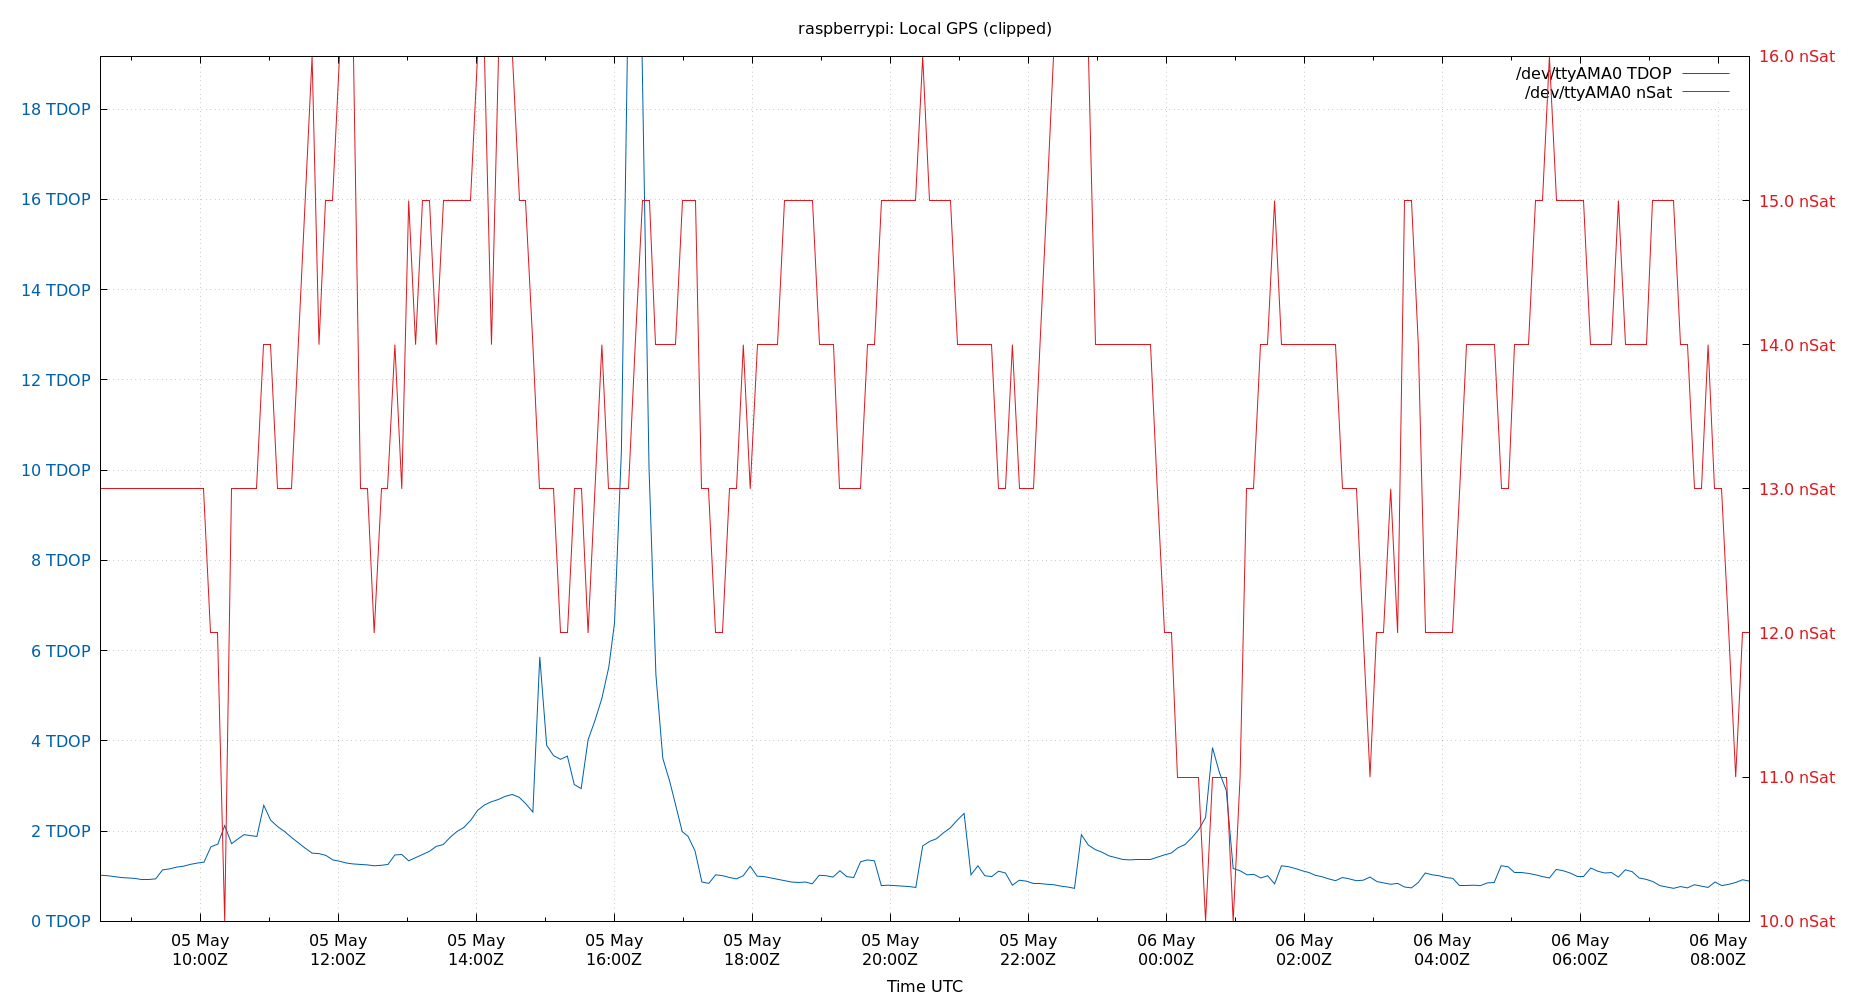 raspberrypi: Local GPS (clipped)
/dev/ttyAMA0 TDOP
/dev/ttyAMA0 nSat
18 TDOP
16 TDOP
14 TDOP
12 TDOP
10 TDOP
8 TDOP
6 TDOP
4 TDOP
2 TDOP
0 TDOP
16.0 nSat
15.0 nSat
14.0 nSat
13.0 nSat
12.0 nSat
11.0 nSat
10.0 nSat
05 May
10:00Z
05 May
12:00Z
05 May
14:00Z
05 May
16:00Z
05 May
18:00Z
05 May
20:00Z
05 May
22:00Z
06 May
00:00Z
06 May
02:00Z
06 May
04:00Z
06 May
06:00Z
06 May
08:00Z
Time UTC